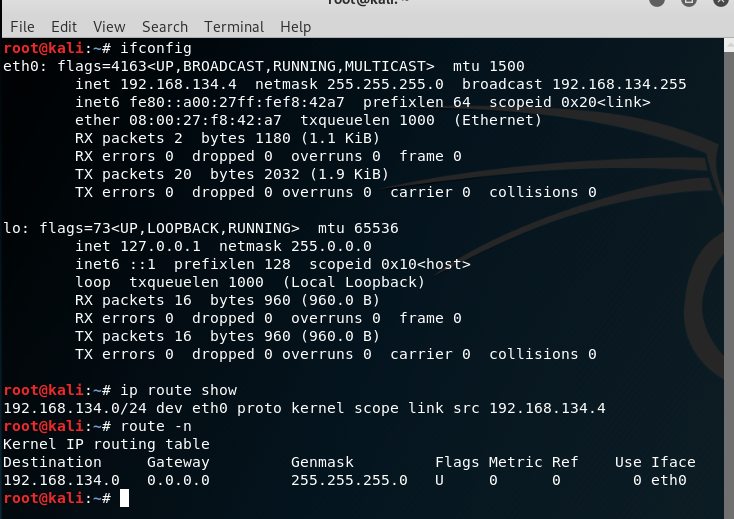 root@kali: ~
File Edit View Search Terminal Help
root@kali:~# ifconfig
eth0: flags=4163<UP,BROADCAST,RUNNING,MULTICAST>  mtu 1500
        inet 192.168.134.4  netmask 255.255.255.0  broadcast 192.168.134.255
        inet6 fe80::a00:27ff:fef8:42a7  prefixlen 64  scopeid 0x20<link>
        ether 08:00:27:f8:42:a7  txqueuelen 1000  (Ethernet)
        RX packets 2  bytes 1180 (1.1 KiB)
        RX errors 0  dropped 0  overruns 0  frame 0
        TX packets 20  bytes 2032 (1.9 KiB)
        TX errors 0  dropped 0 overruns 0  carrier 0  collisions 0
lo: flags=73<UP,LOOPBACK,RUNNING>  mtu 65536
        inet 127.0.0.1  netmask 255.0.0.0
        inet6 ::1  prefixlen 128  scopeid 0x10<host>
        loop  txqueuelen 1000  (Local Loopback)
        RX packets 16  bytes 960 (960.0 B)
        RX errors 0  dropped 0  overruns 0  frame 0
        TX packets 16  bytes 960 (960.0 B)
        TX errors 0  dropped 0 overruns 0  carrier 0  collisions 0
root@kali:~# ip route show
192.168.134.0/24 dev eth0 proto kernel scope link src 192.168.134.4
root@kali:~# route -n
Kernel IP routing table
Destination     Gateway         Genmask         Flags Metric Ref    Use Iface
192.168.134.0   0.0.0.0         255.255.255.0   U     0      0        0 eth0
root@kali:~#